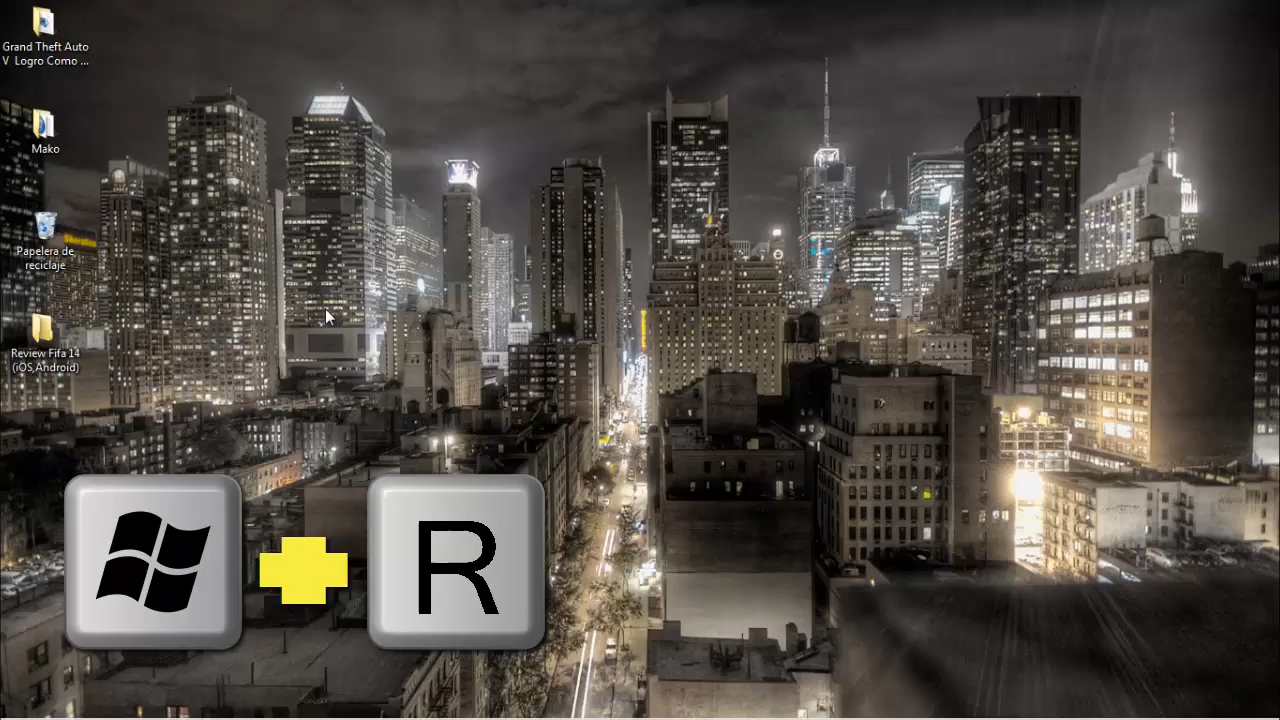 Grand Theft Auto
V Logro Como ...
Mako
Papelera de
reciclaje
Review Fifa 14
(iOS,Android)
R